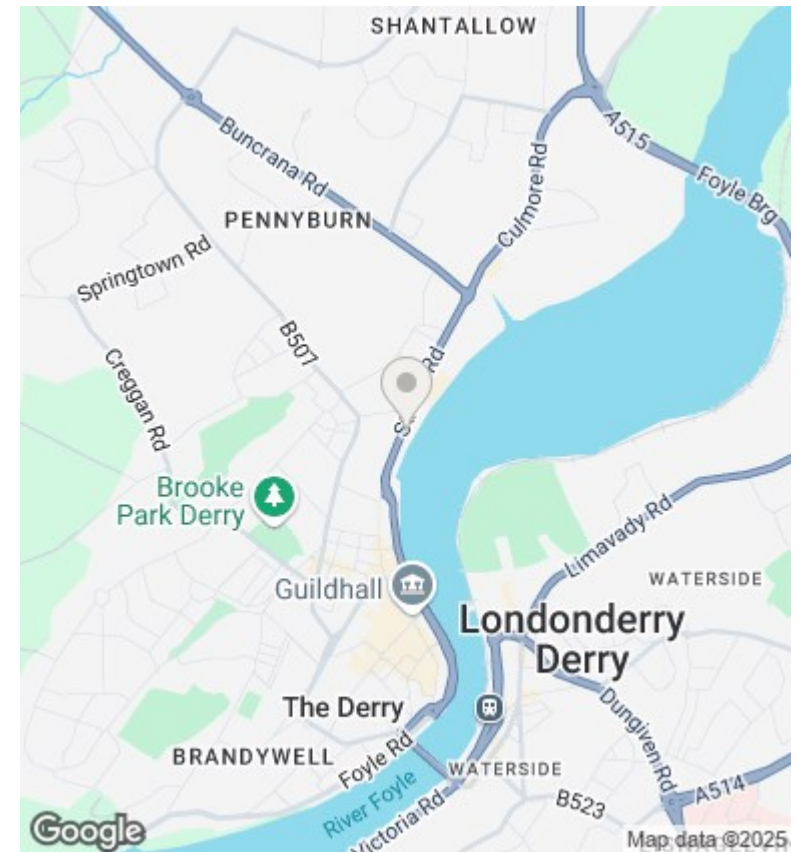 SHANTALLOW
A515
Foyle Brg
Buncrana Rd
Culmore Rd
PENNYBURN
Springtown Rd
B507
Creggan Rd
Rd
Brooke
Park Derry
Limavady Rd
Guildhall
WATERSIDE
Londonderry
Derry
The Derry
Dungiven Rd
BRANDYWELL
Foyle Rd
WATERSIDE
River Foyle
Victoria Rd
B523
A514
Google
Map data ©2025